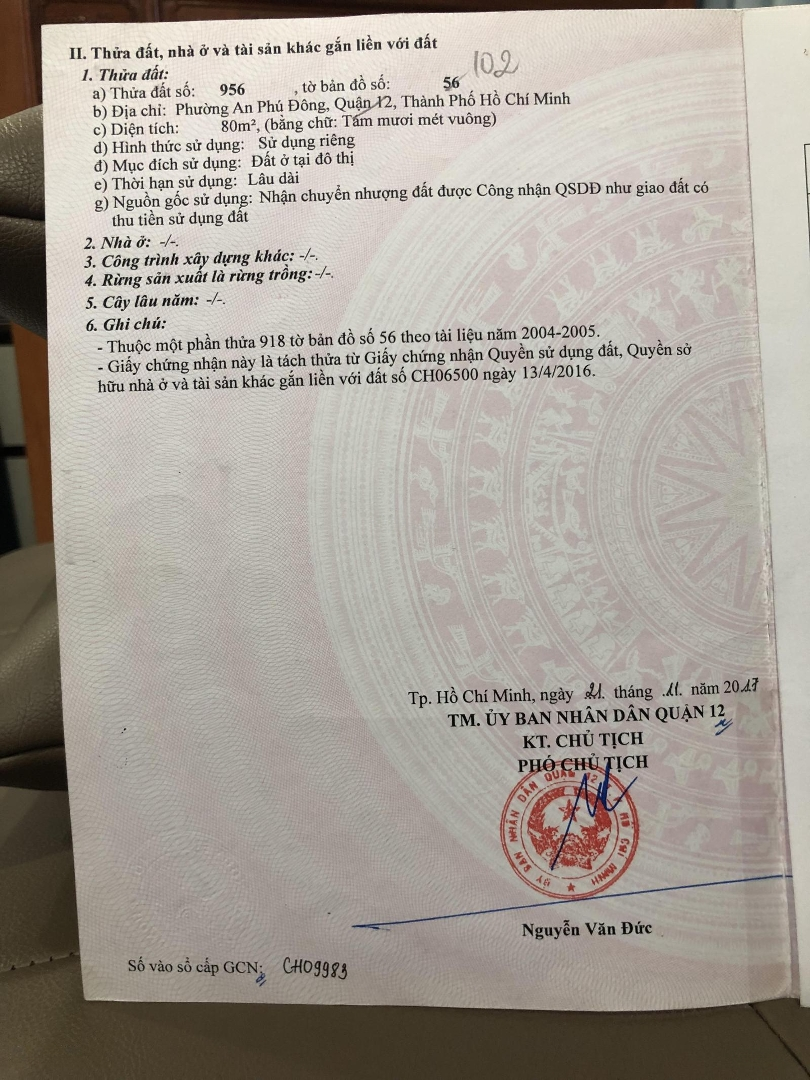 II. Thửa đất, nhà ở và tài sản khác gắn liền với đất
102
1. Thửa đất:
a) Thửa đất số: 956 , tờ bản đồ số: 56
b) Địa chỉ: Phường An Phú Đông, Quận 12, Thành Phố Hồ Chí Minh
c) Diện tích: 80m², (bằng chữ: Tám mươi mét vuông)
d) Hình thức sử dụng: Sử dụng riêng
đ) Mục đích sử dụng: Đất ở tại đô thị
e) Thời hạn sử dụng: Lâu dài
g) Nguồn gốc sử dụng: Nhận chuyển nhượng đất được Công nhận QSDĐ như giao đất có
thu tiền sử dụng đất
2. Nhà ở: -/-.
3. Công trình xây dựng khác: -/-.
4. Rừng sản xuất là rừng trồng:-/-.
5. Cây lâu năm: -/-.
6. Ghi chú:
- Thuộc một phần thửa 918 tờ bản đồ số 56 theo tài liệu năm 2004-2005.
- Giấy chứng nhận này là tách thửa từ Giấy chứng nhận Quyền sử dụng đất, Quyền sở
hữu nhà ở và tài sản khác gắn liền với đất số CH06500 ngày 13/4/2016.
Tp. Hồ Chí Minh, ngày 21. tháng .11. năm 2017
TM. ỦY BAN NHÂN DÂN QUẬN 12
KT. CHỦ TỊCH
PHÓ CHỦ TỊCH
ỦY BAN NHÂN DÂN QUẬN 12 HỒ CHÍ MINH
Nguyễn Văn Đức
Số vào sổ cấp GCN: CH09983